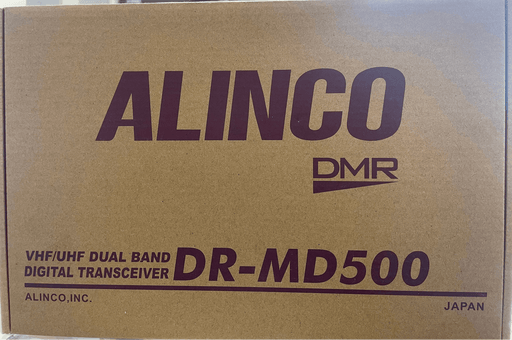 ALINCO
DMR
VHF/UHF DUAL BAND
DIGITAL TRANSCEIVER DR-MD500
ALINCO,INC.
JAPAN